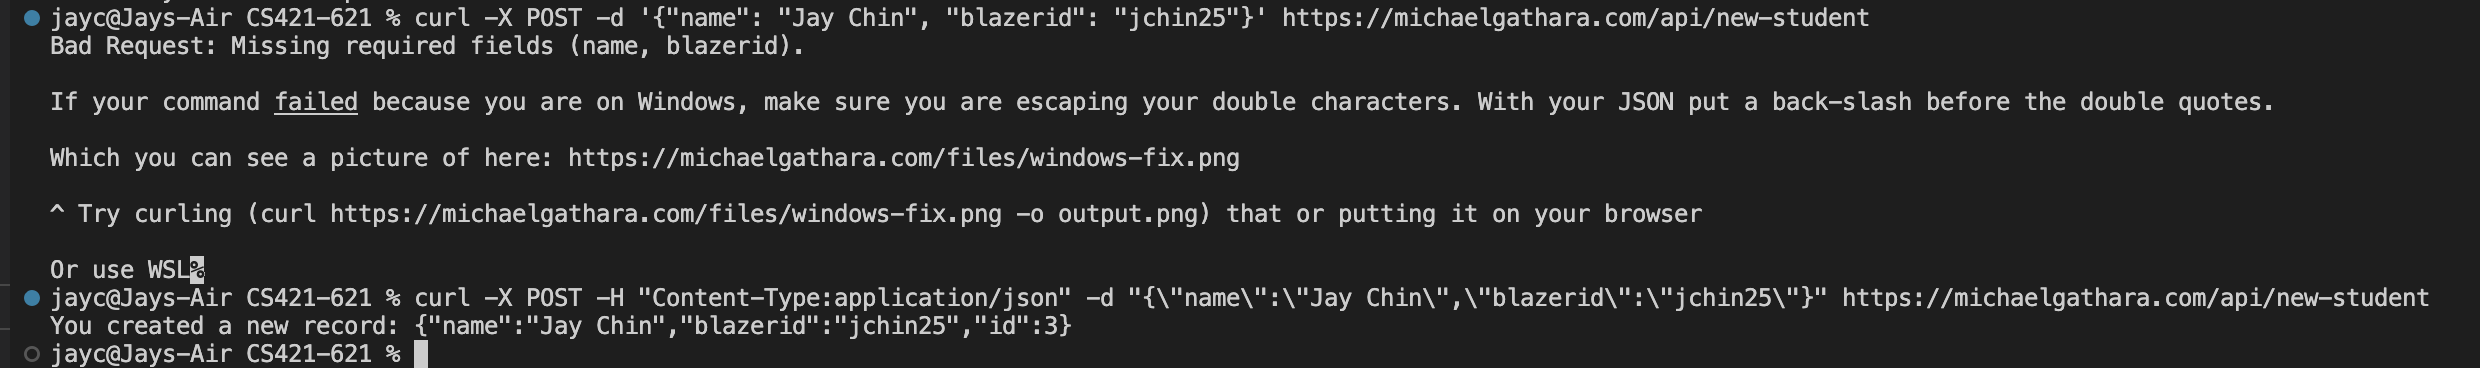 jayc@Jays-Air CS421-621 % curl -X POST -d '{"name": "Jay Chin", "blazerid": "jchin25"}' https://michaelgathara.com/api/new-student
Bad Request: Missing required fields (name, blazerid).
If your command failed because you are on Windows, make sure you are escaping your double characters. With your JSON put a back-slash before the double quotes.
Which you can see a picture of here: https://michaelgathara.com/files/windows-fix.png
^ Try curling (curl https://michaelgathara.com/files/windows-fix.png -o output.png) that or putting it on your browser
Or use WSL%
jayc@Jays-Air CS421-621 % curl -X POST -H "Content-Type:application/json" -d "{\"name\":\"Jay Chin\",\"blazerid\":\"jchin25\"}" https://michaelgathara.com/api/new-student
You created a new record: {"name":"Jay Chin","blazerid":"jchin25","id":3}
jayc@Jays-Air CS421-621 %